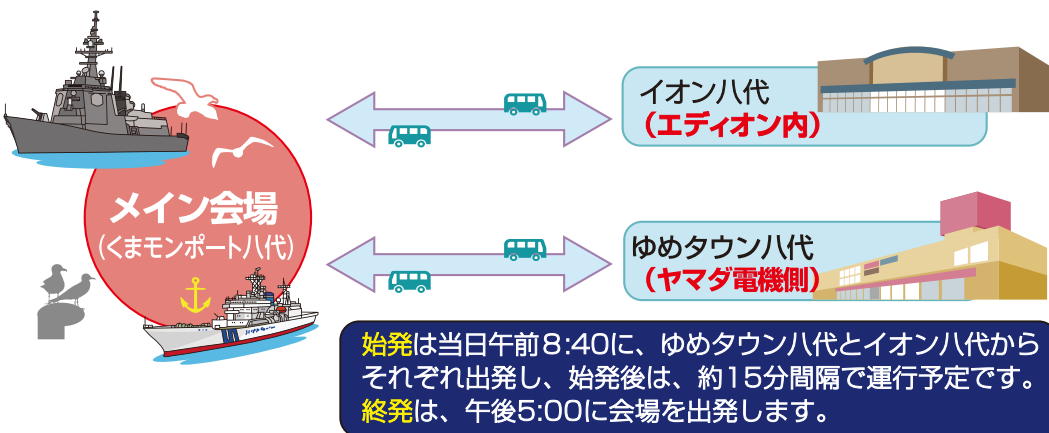 イオン八代
（エディオン内）
メイン会場
（くまモンポート八代）
ゆめタウン八代
（ヤマダ電機側）
始発は当日午前8:40に、ゆめタウン八代とイオン八代から
それぞれ出発し、始発後は、約15分間隔で運行予定です。
終発は、午後5:00に会場を出発します。